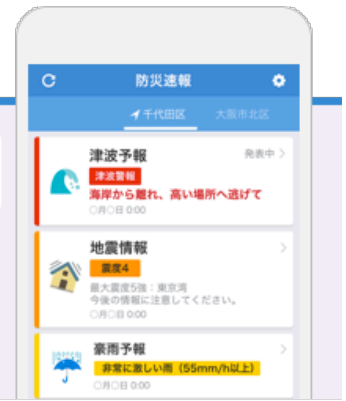 防災速報
千代田区 大阪市北区
津波予報 発表中
津波警報
海岸から離れ、高い場所へ逃げて
○月○日 0:00
地震情報
震度4
最大震度5強：東京湾
今後の情報に注意してください。
○月○日 0:00
豪雨予報
非常に激しい雨（55mm/h以上）
○月○日 0:00